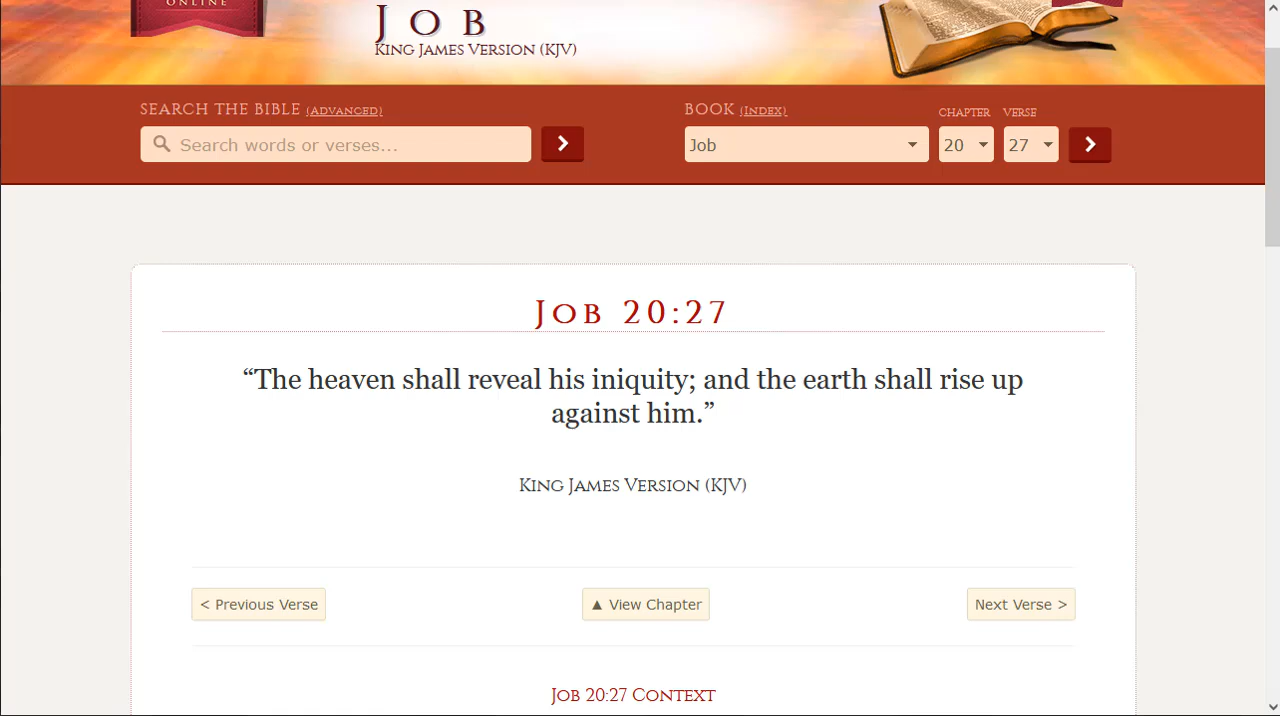 ONLINE
Job
King James Version (KJV)
Search the Bible (Advanced)
Book (Index)
Chapter
Verse
Search words or verses...
Job
20
27
Job 20:27
“The heaven shall reveal his iniquity; and the earth shall rise up
against him.”
King James Version (KJV)
< Previous Verse
▲ View Chapter
Next Verse >
Job 20:27 Context